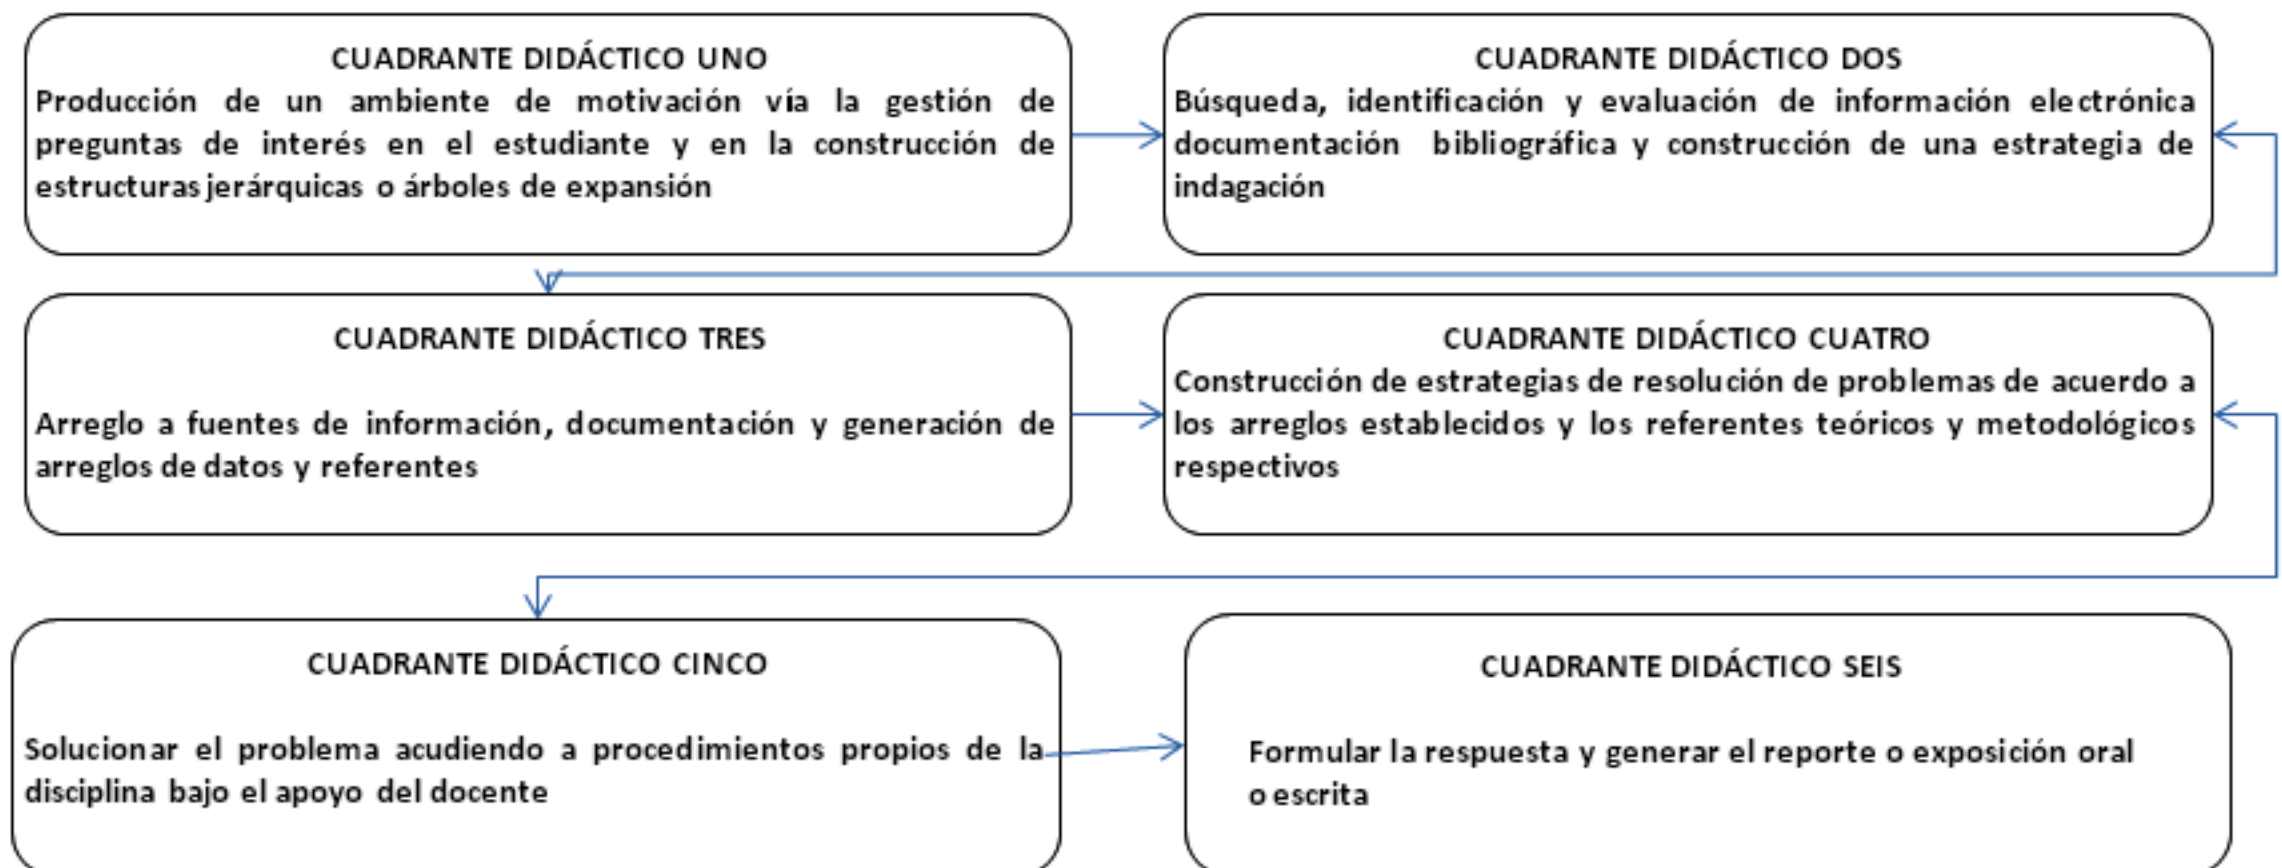 CUADRANTE DIDÁCTICO UNO
Producción de un ambiente de motivación vía la gestión de
preguntas de interés en el estudiante y en la construcción de
estructuras jerárquicas o árboles de expansión
CUADRANTE DIDÁCTICO DOS
Búsqueda, identificación y evaluación de información electrónica
documentación bibliográfica y construcción de una estrategia de
indagación
CUADRANTE DIDÁCTICO TRES
Arreglo a fuentes de información, documentación y generación de
arreglos de datos y referentes
CUADRANTE DIDÁCTICO CUATRO
Construcción de estrategias de resolución de problemas de acuerdo a
los arreglos establecidos y los referentes teóricos y metodológicos
respectivos
CUADRANTE DIDÁCTICO CINCO
Solucionar el problema acudiendo a procedimientos propios de la
disciplina bajo el apoyo del docente
CUADRANTE DIDÁCTICO SEIS
Formular la respuesta y generar el reporte o exposición oral
o escrita